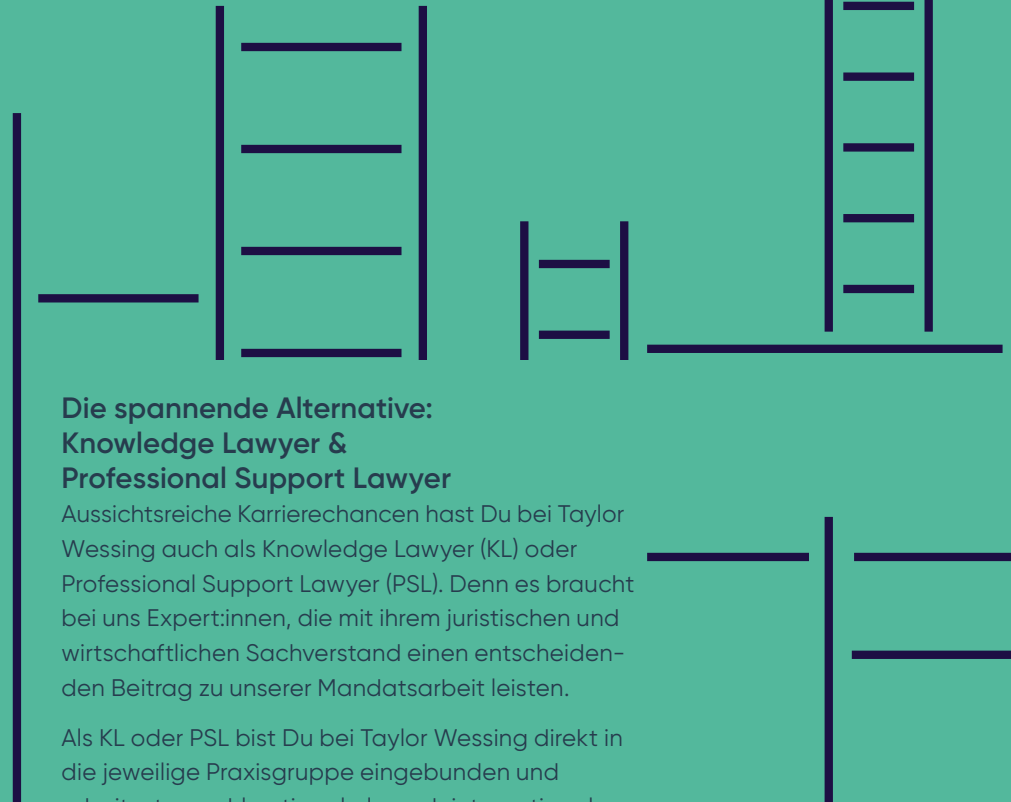 Die spannende Alternative:
Knowledge Lawyer &
Professional Support Lawyer
Aussichtsreiche Karrierechancen hast Du bei Taylor
Wessing auch als Knowledge Lawyer (KL) oder
Professional Support Lawyer (PSL). Denn es braucht
bei uns Expert:innen, die mit ihrem juristischen und
wirtschaftlichen Sachverstand einen entscheiden-
den Beitrag zu unserer Mandatsarbeit leisten.
Als KL oder PSL bist Du bei Taylor Wessing direkt in
die jeweilige Praxisgruppe eingebunden und